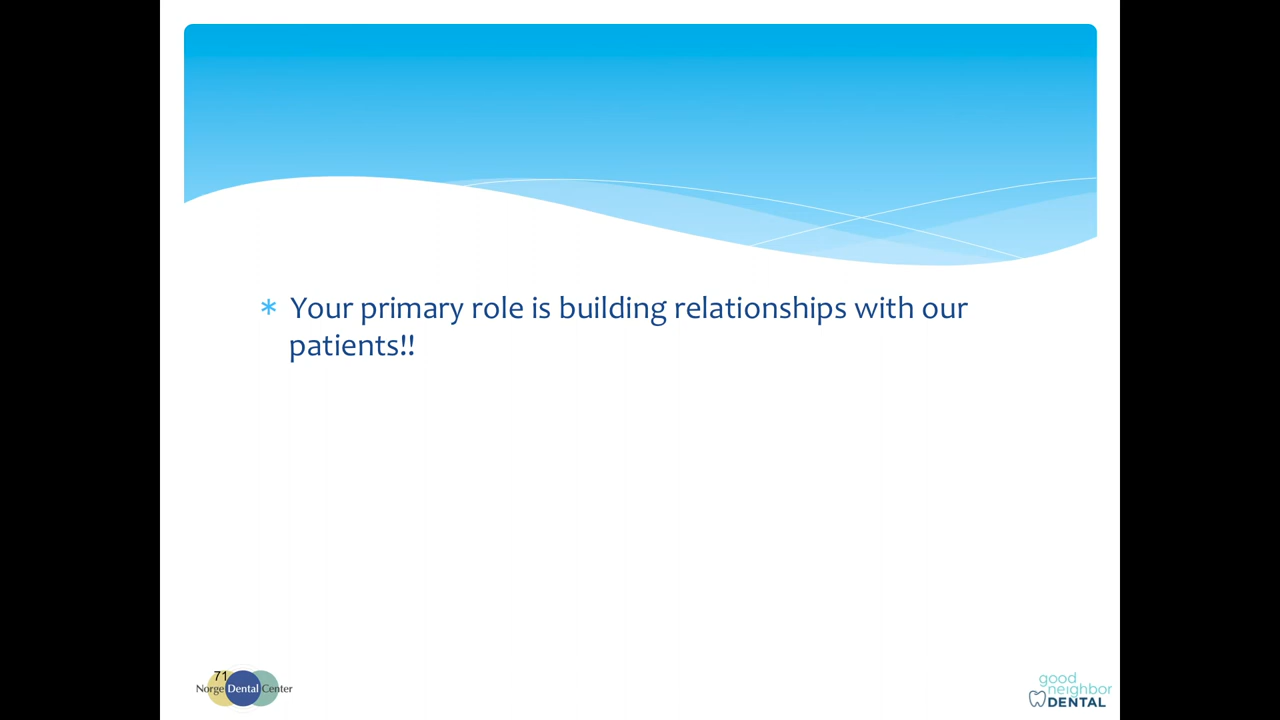 * Your primary role is building relationships with our
patients!!
71
Norge Dental Center
good
neighbor
DENTAL